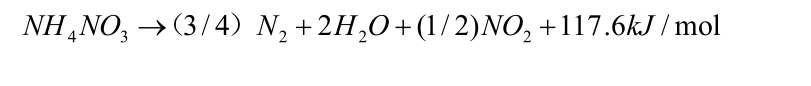 NH₄NO₃ → (3/4) N₂ + 2H₂O + (1/2)NO₂ + 117.6kJ / mol